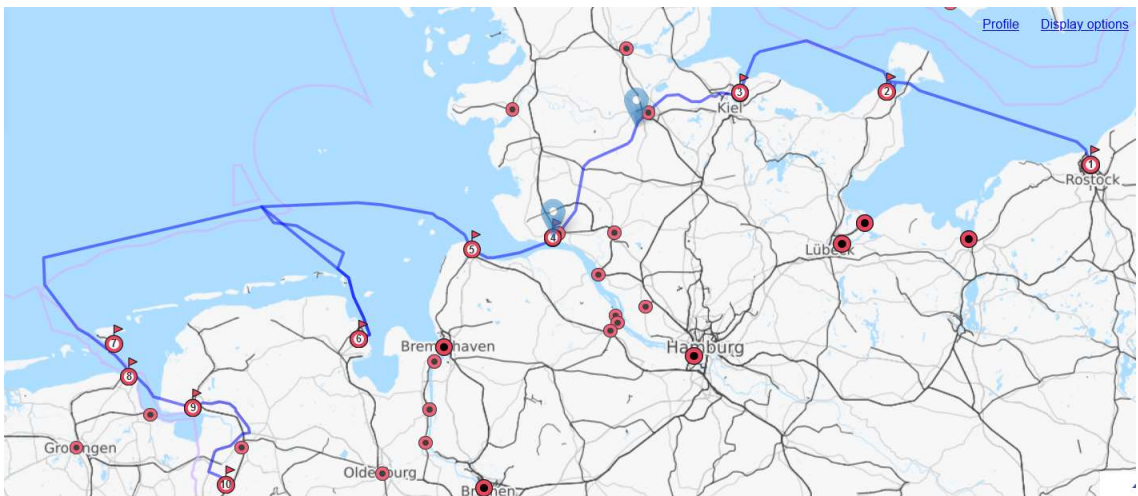 Profile Display options
3
Kiel
2
1
Rostock
4
5
Lübeck
6
7
Bremerhaven
Hamburg
8
9
Groningen
Oldenburg
10
Bremen